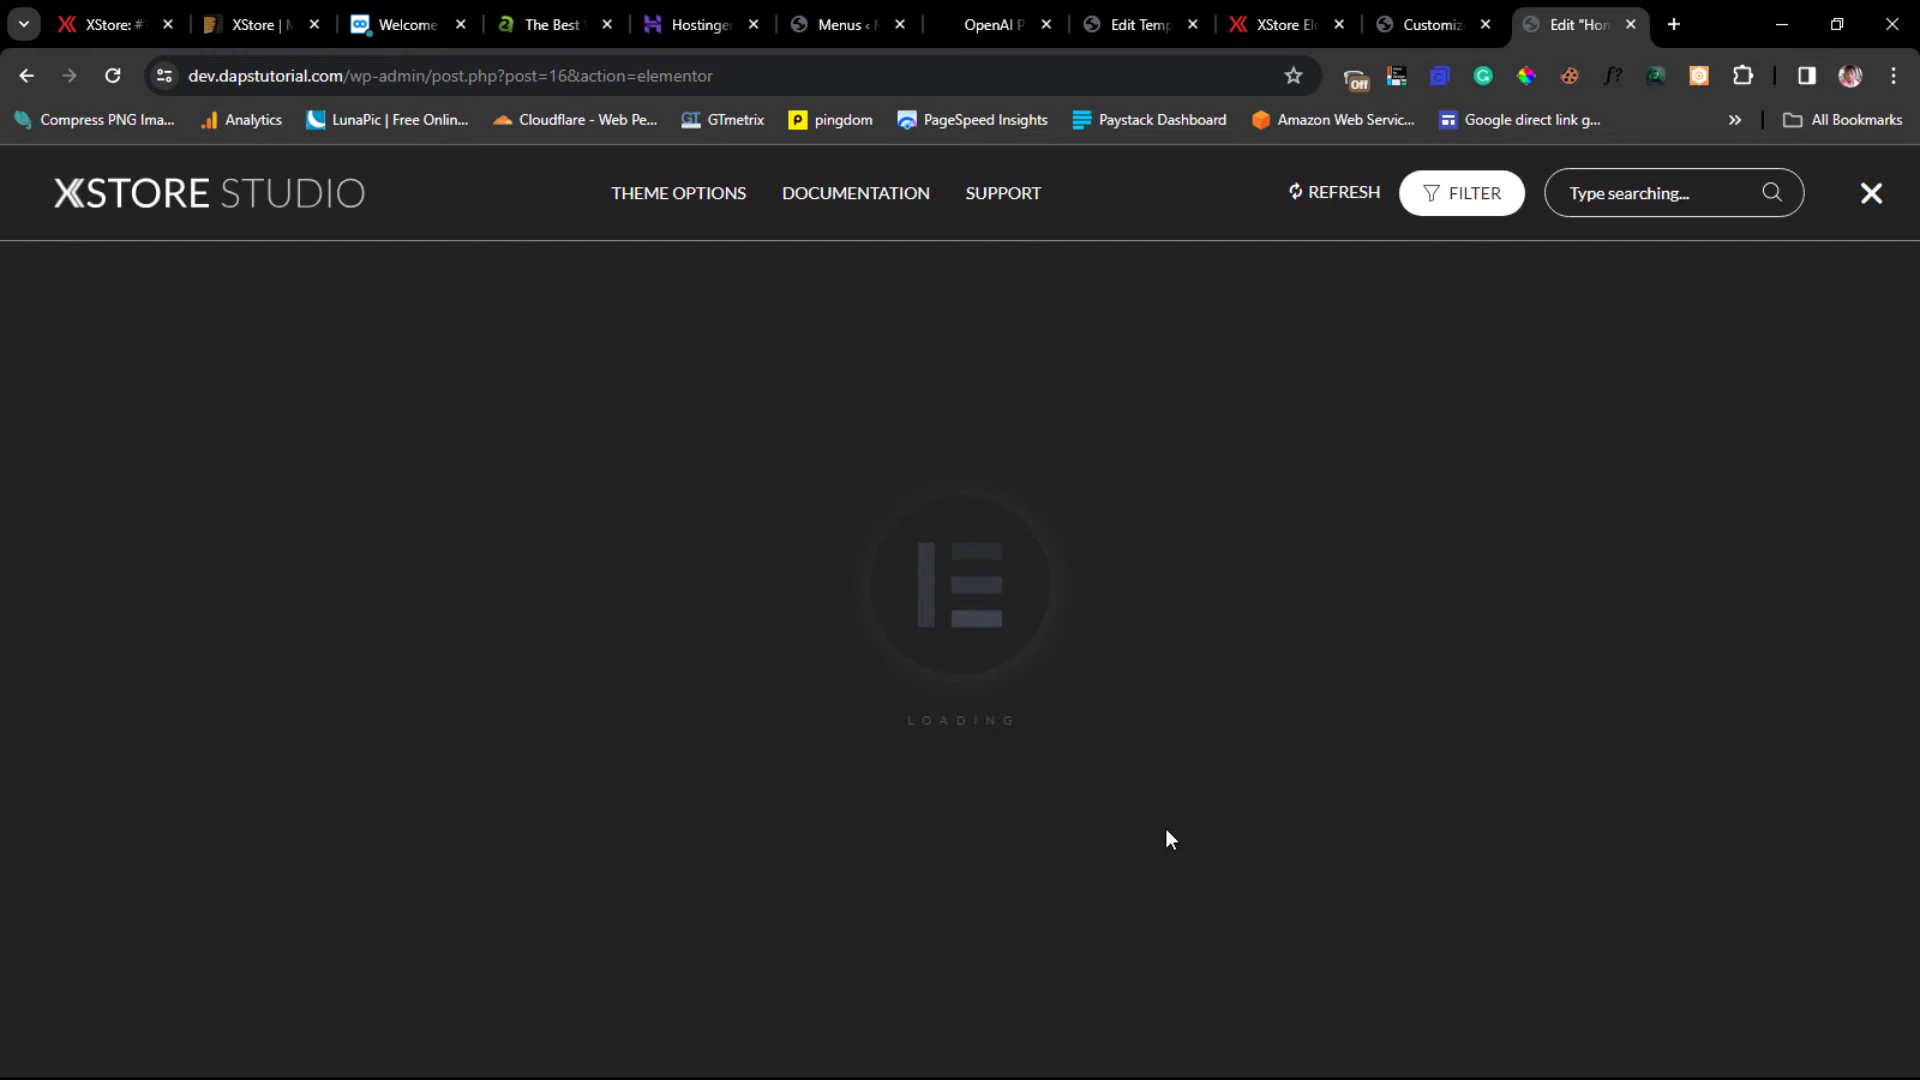 XStore: #
XStore | M
Welcome
The Best
Hostinger
Menus ‹
OpenAI P
Edit Temp
XStore Ele
Customiz
Edit "Hon
dev.dapstutorial.com/wp-admin/post.php?post=16&action=elementor
Off
f?
Compress PNG Ima...
Analytics
LunaPic | Free Onlin...
Cloudflare - Web Pe...
GT GTmetrix
pingdom
PageSpeed Insights
Paystack Dashboard
Amazon Web Servic...
Google direct link g...
»
All Bookmarks
XSTORE STUDIO
THEME OPTIONS
DOCUMENTATION
SUPPORT
REFRESH
FILTER
Type searching...
LOADING